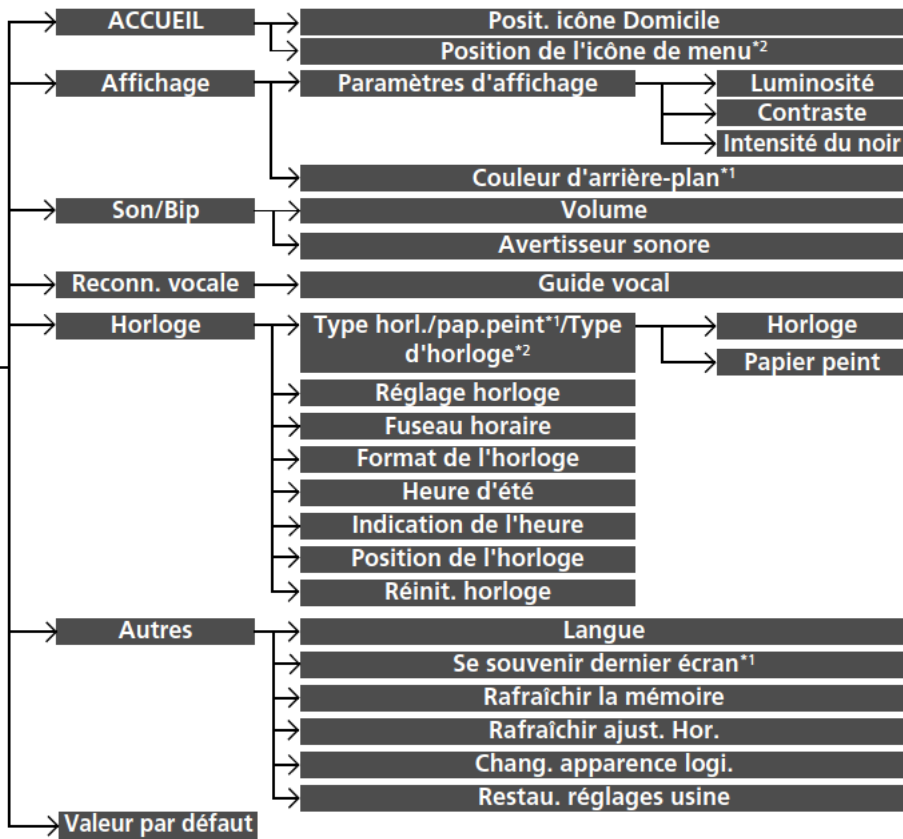 ACCUEIL
Posit. icône Domicile
Position de l'icône de menu*2
Affichage
Paramètres d'affichage
Luminosité
Contraste
Intensité du noir
Couleur d'arrière-plan*1
Son/Bip
Volume
Avertisseur sonore
Reconn. vocale
Guide vocal
Horloge
Type horl./pap.peint*1/Type
d'horloge*2
Horloge
Papier peint
Réglage horloge
Fuseau horaire
Format de l'horloge
Heure d'été
Indication de l'heure
Position de l'horloge
Réinit. horloge
Autres
Langue
Se souvenir dernier écran*1
Rafraîchir la mémoire
Rafraîchir ajust. Hor.
Chang. apparence logi.
Restau. réglages usine
Valeur par défaut